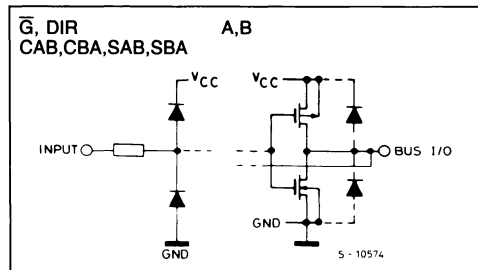 G̅, DIR
CAB,CBA,SAB,SBA
A,B
VCC
VCC
INPUT
BUS I/O
GND
GND
S-10574